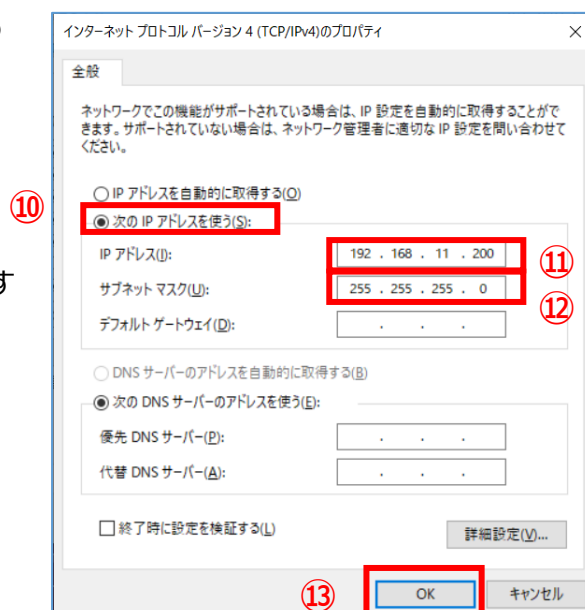 インターネット プロトコル バージョン 4 (TCP/IPv4)のプロパティ
全般
ネットワークでこの機能がサポートされている場合は、IP 設定を自動的に取得することがで
きます。サポートされていない場合は、ネットワーク管理者に適切な IP 設定を問い合わせて
ください。
IP アドレスを自動的に取得する(O)
⑩
次の IP アドレスを使う(S):
IP アドレス(I): 192 . 168 . 11 . 200 ⑪
す
サブネット マスク(U): 255 . 255 . 255 . 0 ⑫
デフォルト ゲートウェイ(D): . . .
DNS サーバーのアドレスを自動的に取得する(B)
次の DNS サーバーのアドレスを使う(E):
優先 DNS サーバー(P): . . .
代替 DNS サーバー(A): . . .
終了時に設定を検証する(L)
詳細設定(V)...
⑬ OK キャンセル